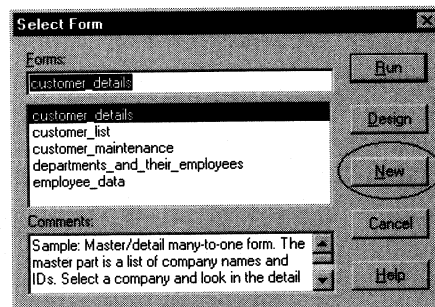 Select Form
Forms:
customer_details
customer_details
customer_list
customer_maintenance
departments_and_their_employees
employee_data
Comments:
Sample: Master/detail many-to-one form. The
master part is a list of company names and
IDs. Select a company and look in the detail
Run
Design
New
Cancel
Help